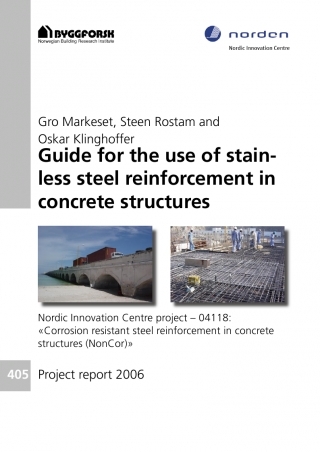 BYGGFORSK
Norwegian Building Research Institute
norden
Nordic Innovation Centre
Gro Markeset, Steen Rostam and
Oskar Klinghoffer
Guide for the use of stain-
less steel reinforcement in
concrete structures
Nordic Innovation Centre project – 04118:
«Corrosion resistant steel reinforcement in concrete
structures (NonCor)»
405 Project report 2006